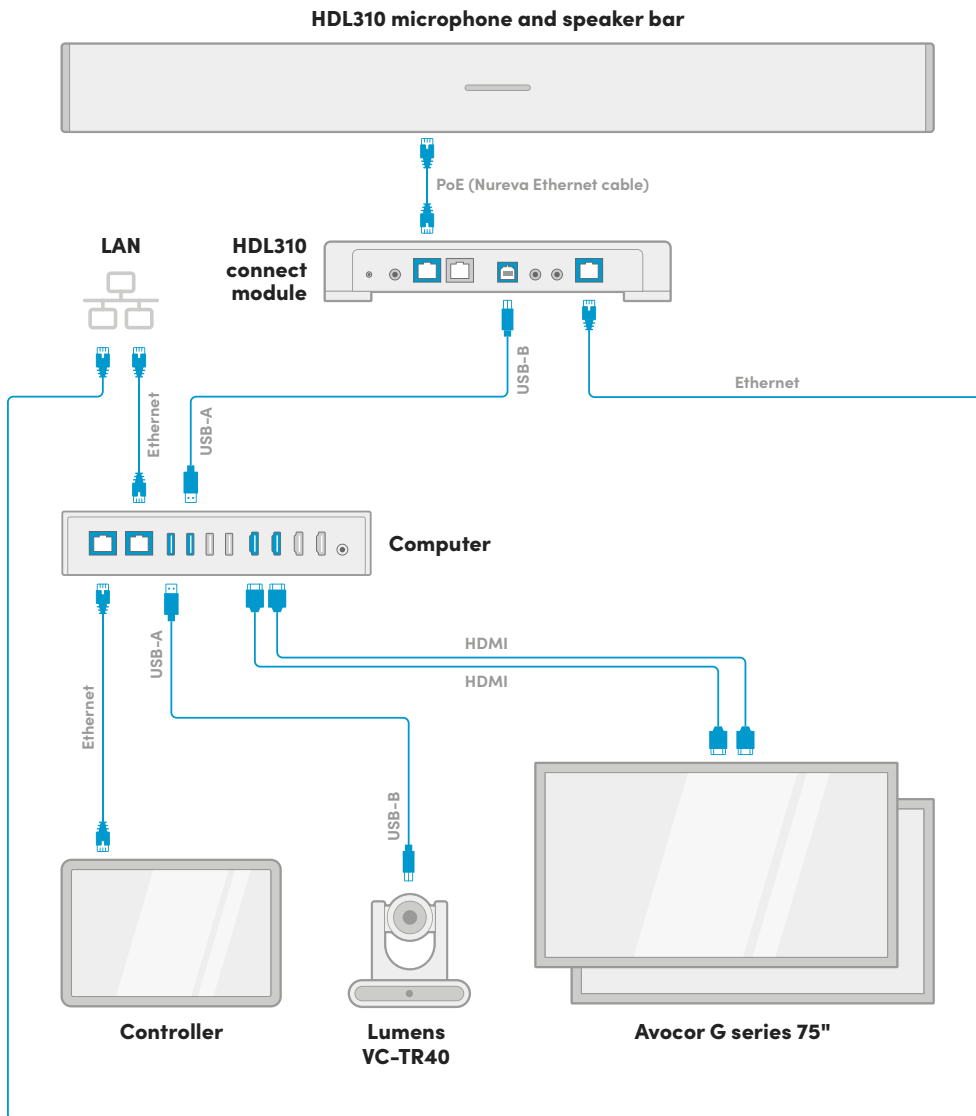 HDL310 microphone and speaker bar
PoE (Nureva Ethernet cable)
LAN
HDL310
connect
module
USB-B
Ethernet
Ethernet
USB-A
Computer
HDMI
HDMI
USB-A
Ethernet
USB-B
Controller
Lumens
VC-TR40
Avocor G series 75"